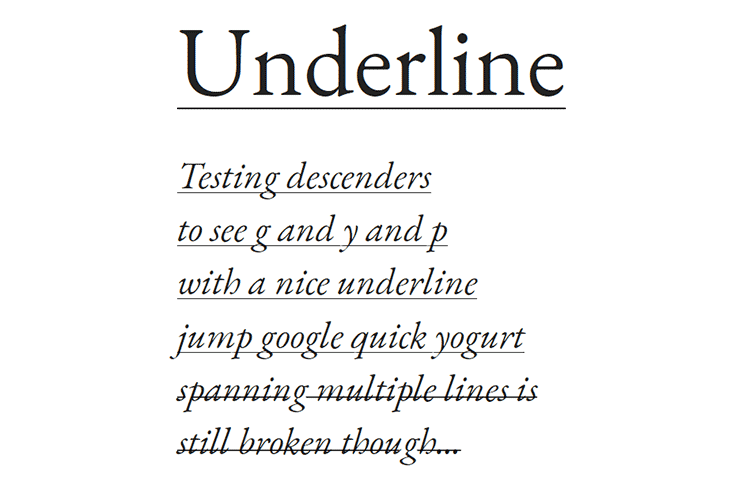 Underline
Testing descenders
to see g and y and p
with a nice underline
jump google quick yogurt
spanning multiple lines is
still broken though...